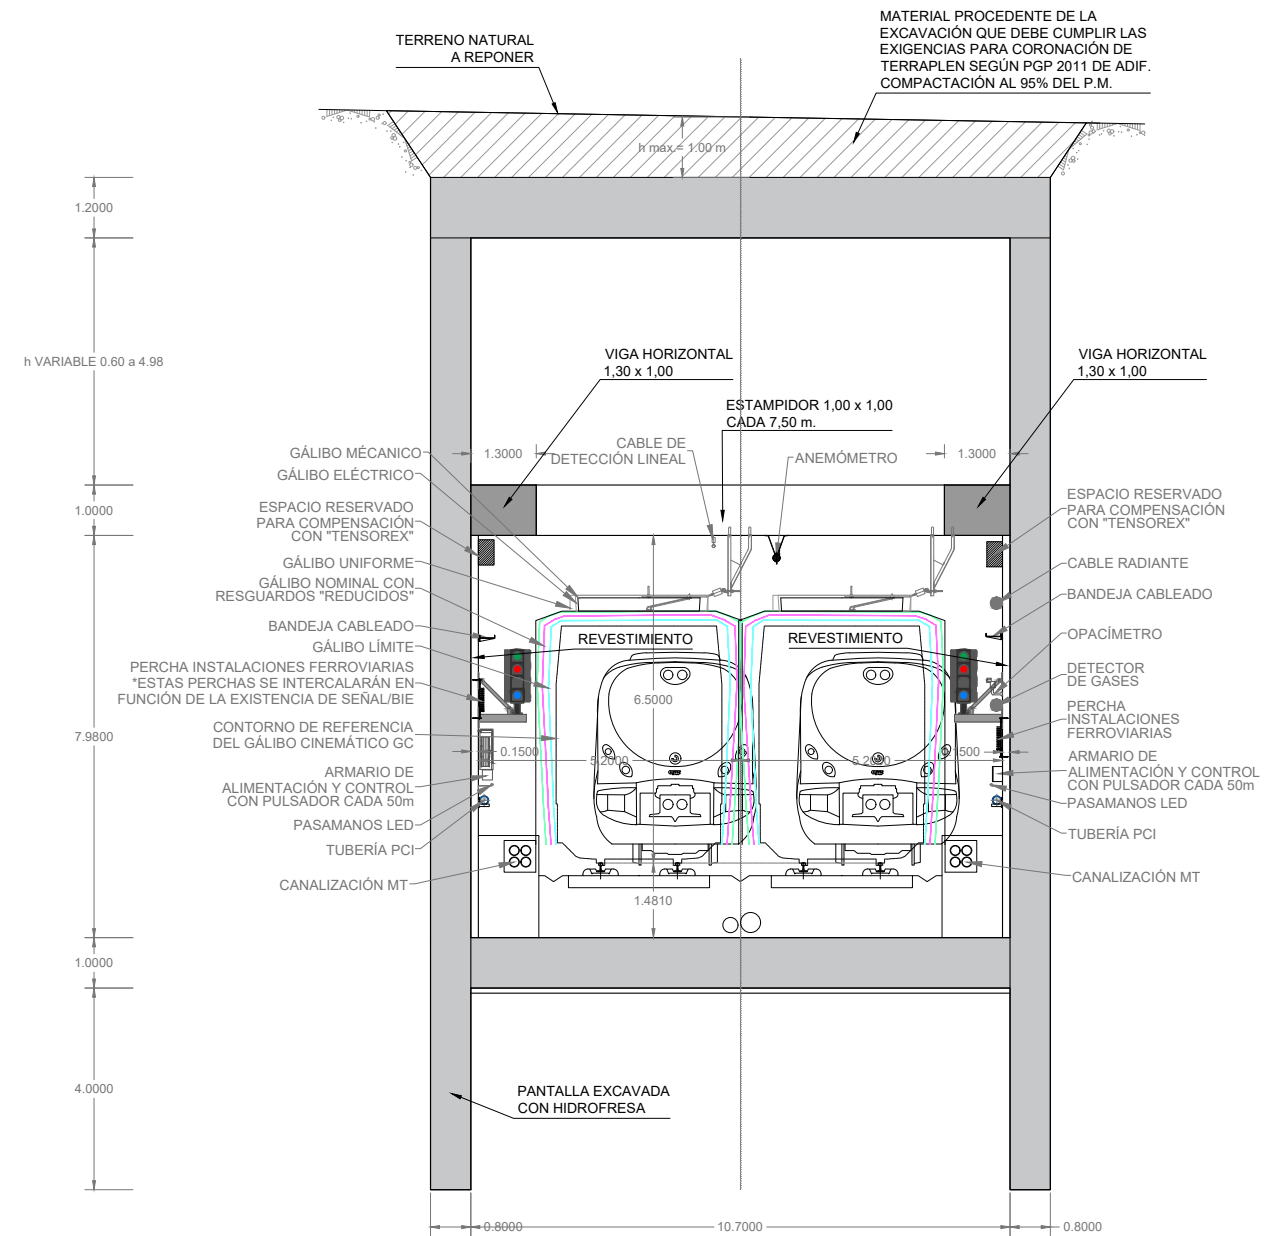 MATERIAL PROCEDENTE DE LA
EXCAVACIÓN QUE DEBE CUMPLIR LAS
EXIGENCIAS PARA CORONACIÓN DE
TERRAPLEN SEGÚN PGP 2011 DE ADIF.
COMPACTACIÓN AL 95% DEL P.M.
TERRENO NATURAL
A REPONER
h max.= 1.00 m
1.2000
h VARIABLE 0.60 a 4.98
VIGA HORIZONTAL
1,30 x 1,00
VIGA HORIZONTAL
1,30 x 1,00
ESTAMPIDOR 1,00 x 1,00
CADA 7,50 m.
CABLE DE
DETECCIÓN LINEAL
ANEMÓMETRO
1.3000
1.3000
GÁLIBO MÉCANICO
GÁLIBO ELÉCTRICO
ESPACIO RESERVADO
PARA COMPENSACIÓN
CON "TENSOREX"
GÁLIBO UNIFORME
GÁLIBO NOMINAL CON
RESGUARDOS "REDUCIDOS"
BANDEJA CABLEADO
GÁLIBO LÍMITE
PERCHA INSTALACIONES FERROVIARIAS
*ESTAS PERCHAS SE INTERCALARÁN EN
FUNCIÓN DE LA EXISTENCIA DE SEÑAL/BIE
CONTORNO DE REFERENCIA
DEL GÁLIBO CINEMÁTICO GC
ARMARIO DE
ALIMENTACIÓN Y CONTROL
CON PULSADOR CADA 50m
PASAMANOS LED
TUBERÍA PCI
CANALIZACIÓN MT
1.0000
7.9800
1.0000
4.0000
REVESTIMIENTO
REVESTIMIENTO
6.5000
0.1500
5.2000
5.2000
0.1500
1.4810
ESPACIO RESERVADO
PARA COMPENSACIÓN
CON "TENSOREX"
CABLE RADIANTE
BANDEJA CABLEADO
OPACÍMETRO
DETECTOR
DE GASES
PERCHA
INSTALACIONES
FERROVIARIAS
ARMARIO DE
ALIMENTACIÓN Y CONTROL
CON PULSADOR CADA 50m
PASAMANOS LED
TUBERÍA PCI
CANALIZACIÓN MT
PANTALLA EXCAVADA
CON HIDROFRESA
0.8000
10.7000
0.8000